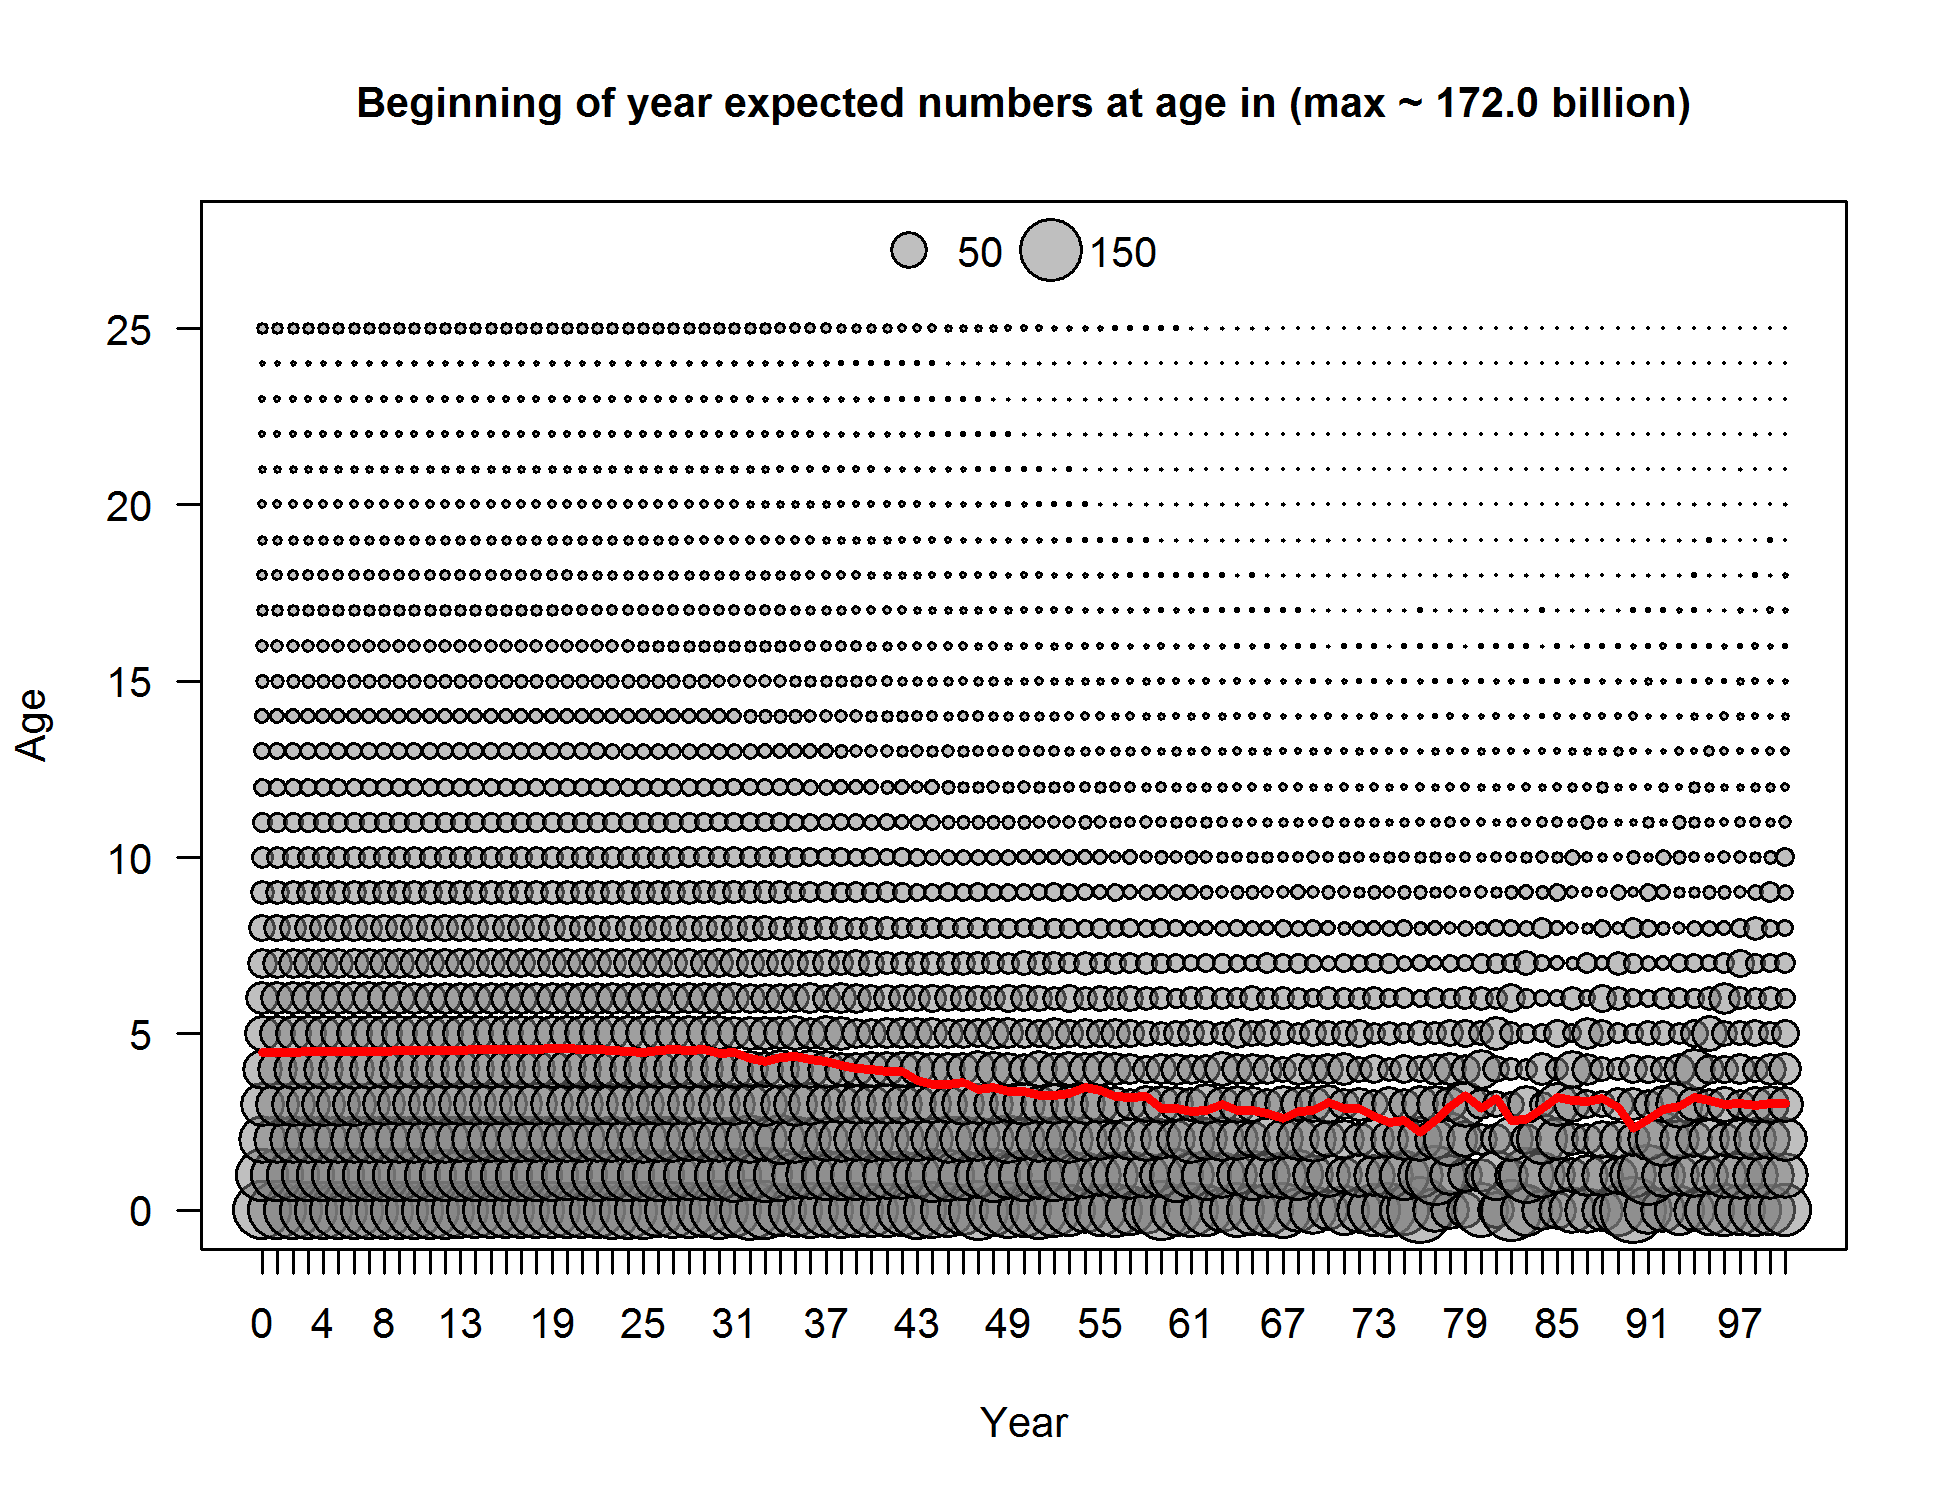 Beginning of year expected numbers at age in (max ~ 172.0 billion)
50 150
25
20
15
10
5
0
Age
0 4 8 13 19 25 31 37 43 49 55 61 67 73 79 85 91 97
Year